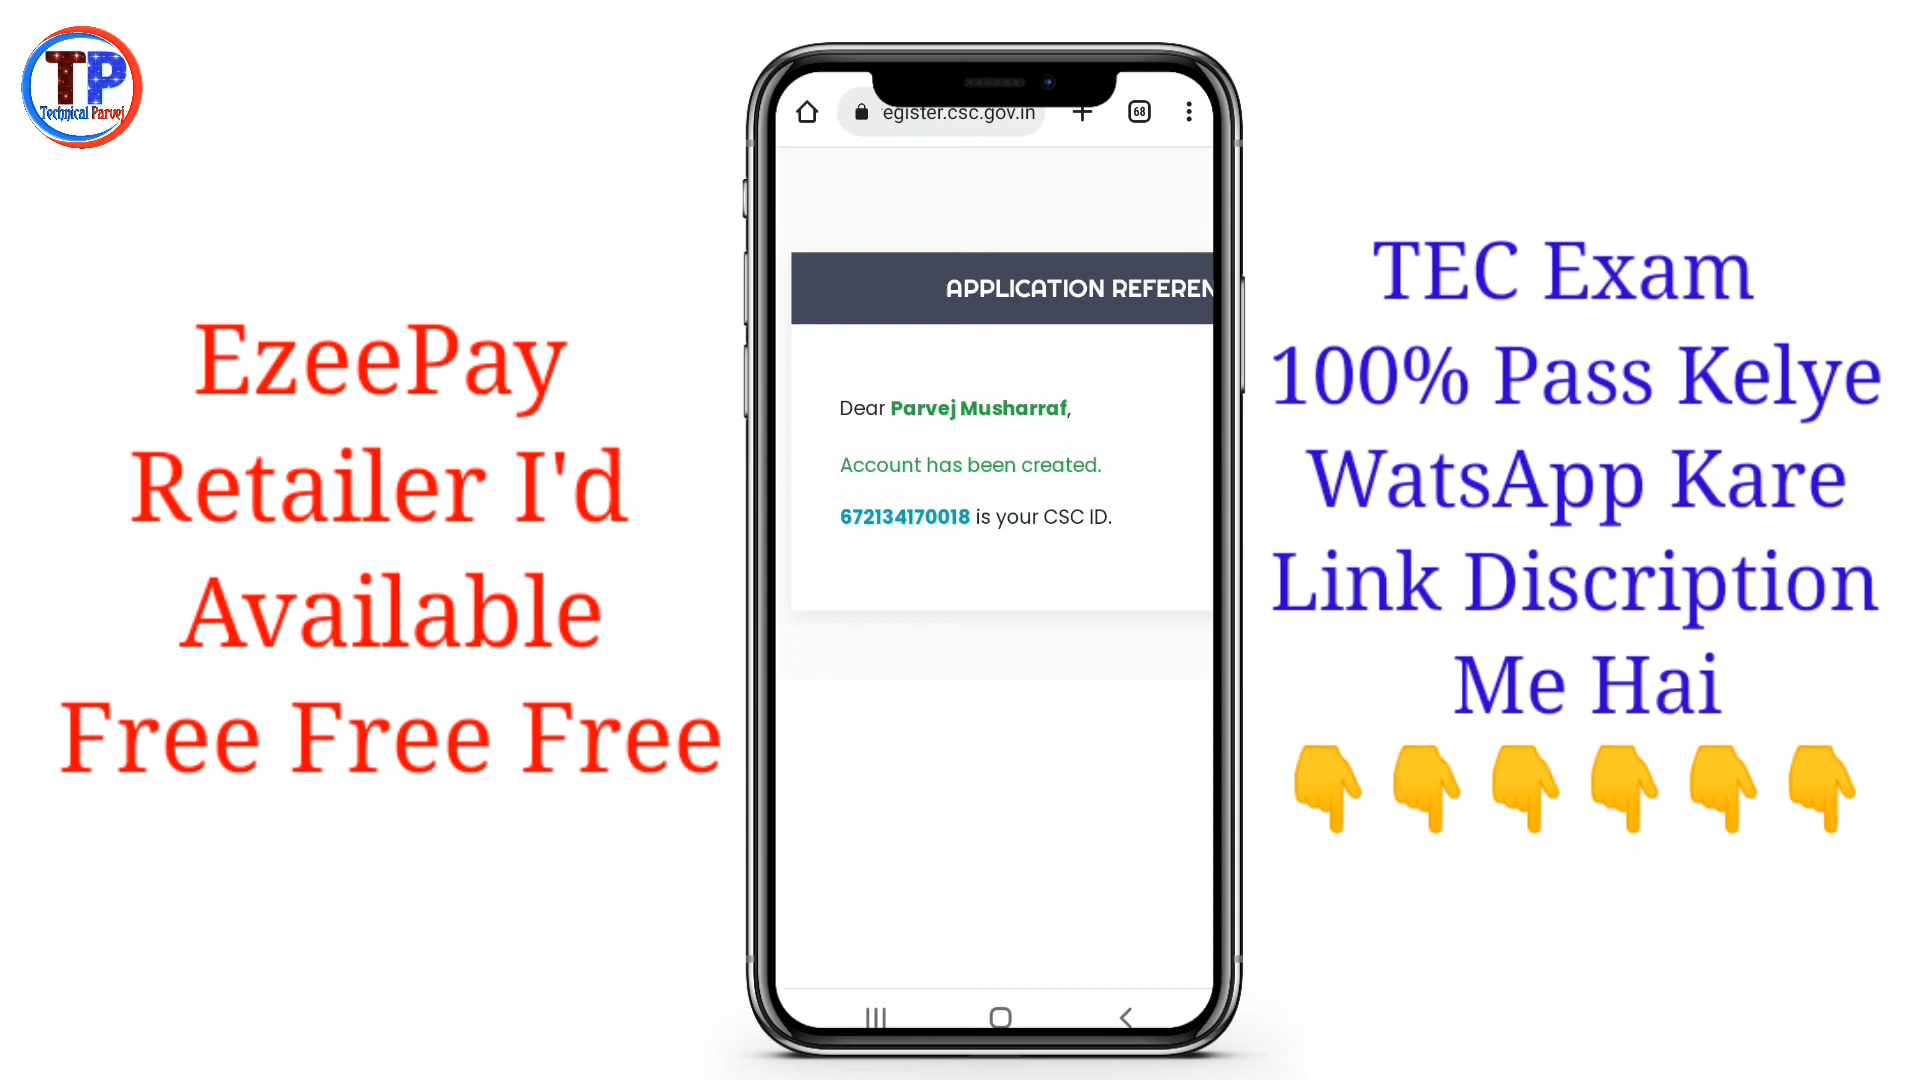 TP
Technical Parvej
EzeePay
Retailer I'd
Available
Free Free Free
egister.csc.gov.in
68
APPLICATION REFEREN
Dear Parvej Musharraf,
Account has been created.
672134170018 is your CSC ID.
TEC Exam
100% Pass Kelye
WatsApp Kare
Link Discription
Me Hai